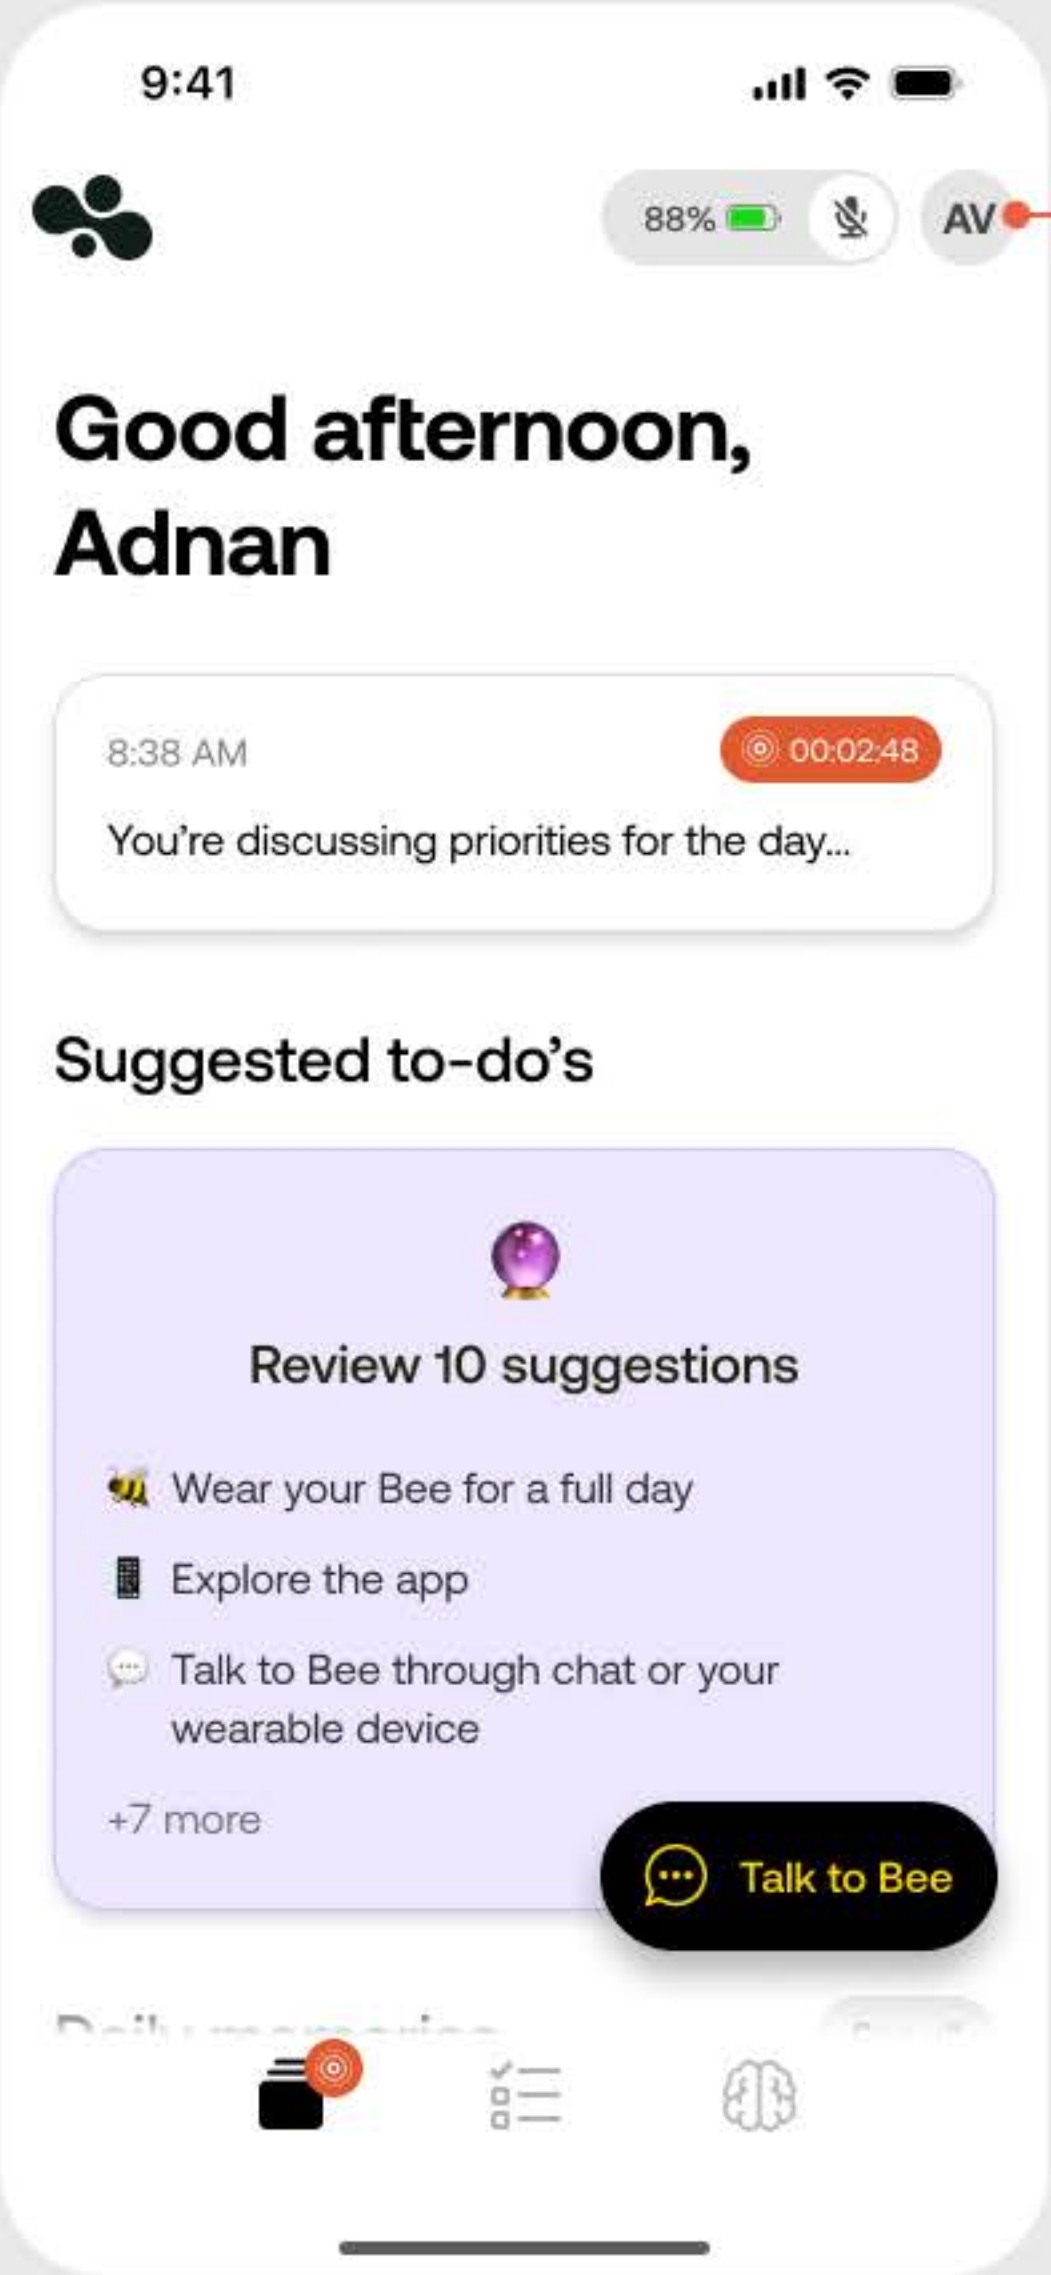 9:41
88%
AV
Good afternoon,
Adnan
8:38 AM
00:02:48
You’re discussing priorities for the day...
Suggested to-do’s
Review 10 suggestions
Wear your Bee for a full day
Explore the app
Talk to Bee through chat or your
wearable device
+7 more
Talk to Bee
Daily memories